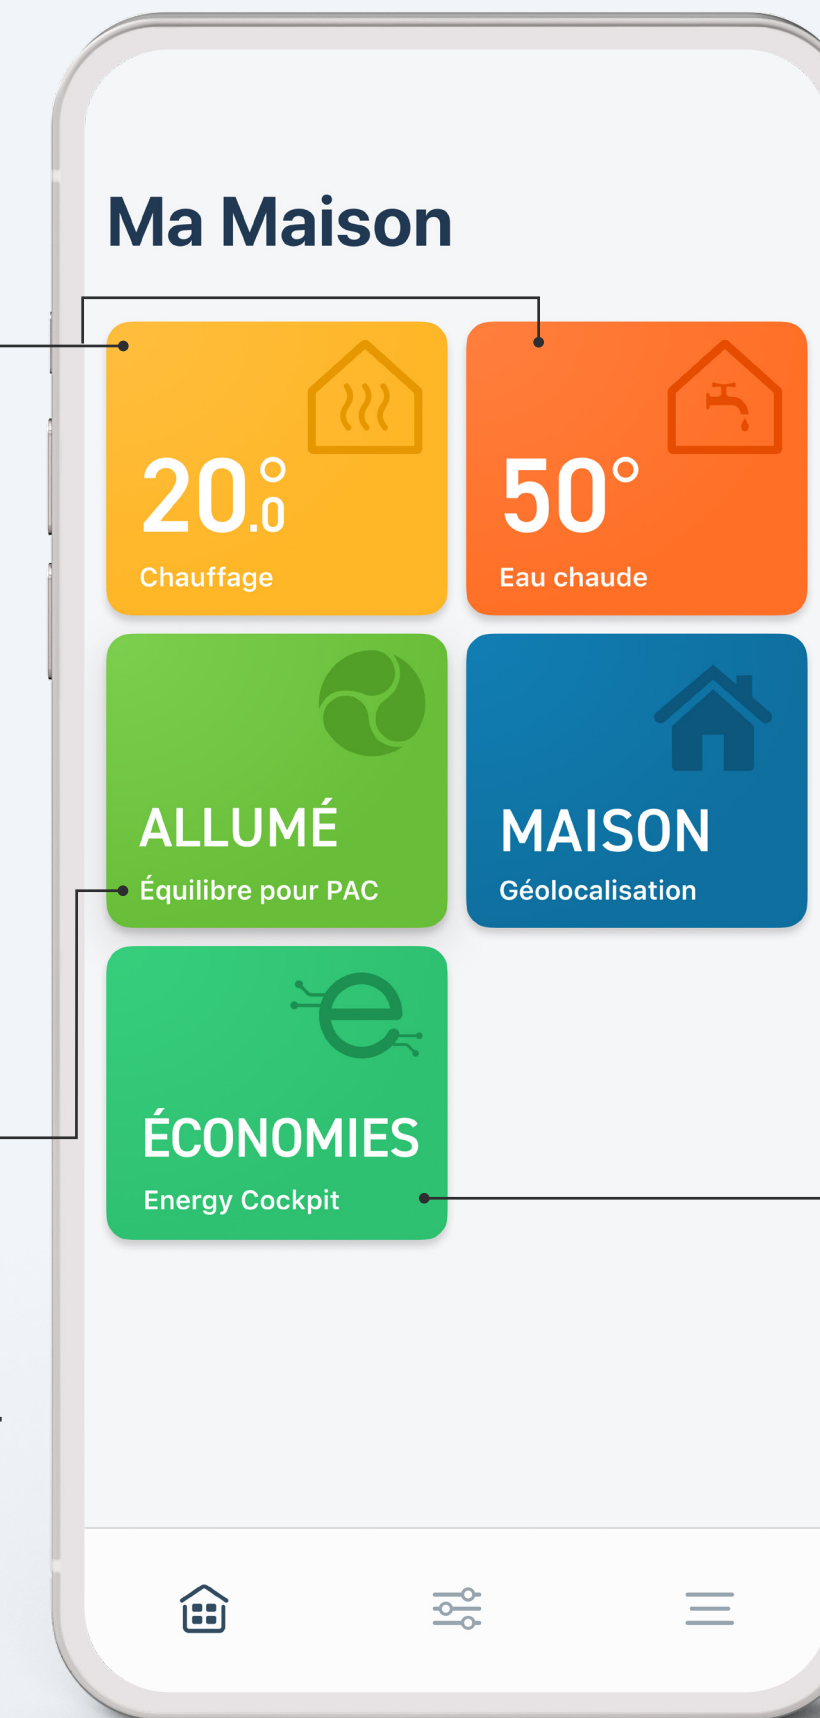 Ma Maison
20.0°
Chauffage
50°
Eau chaude
ALLUMÉ
Équilibre pour PAC
MAISON
Géolocalisation
ÉCONOMIES
Energy Cockpit